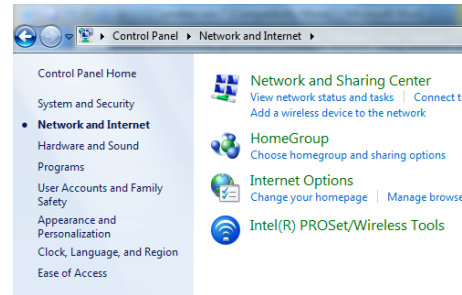 Control Panel ▸ Network and Internet ▸
Control Panel Home
System and Security
Network and Internet
Hardware and Sound
Programs
User Accounts and Family
Safety
Appearance and
Personalization
Clock, Language, and Region
Ease of Access
Network and Sharing Center
View network status and tasks | Connect t
Add a wireless device to the network
HomeGroup
Choose homegroup and sharing options
Internet Options
Change your homepage | Manage browse
Intel(R) PROSet/Wireless Tools